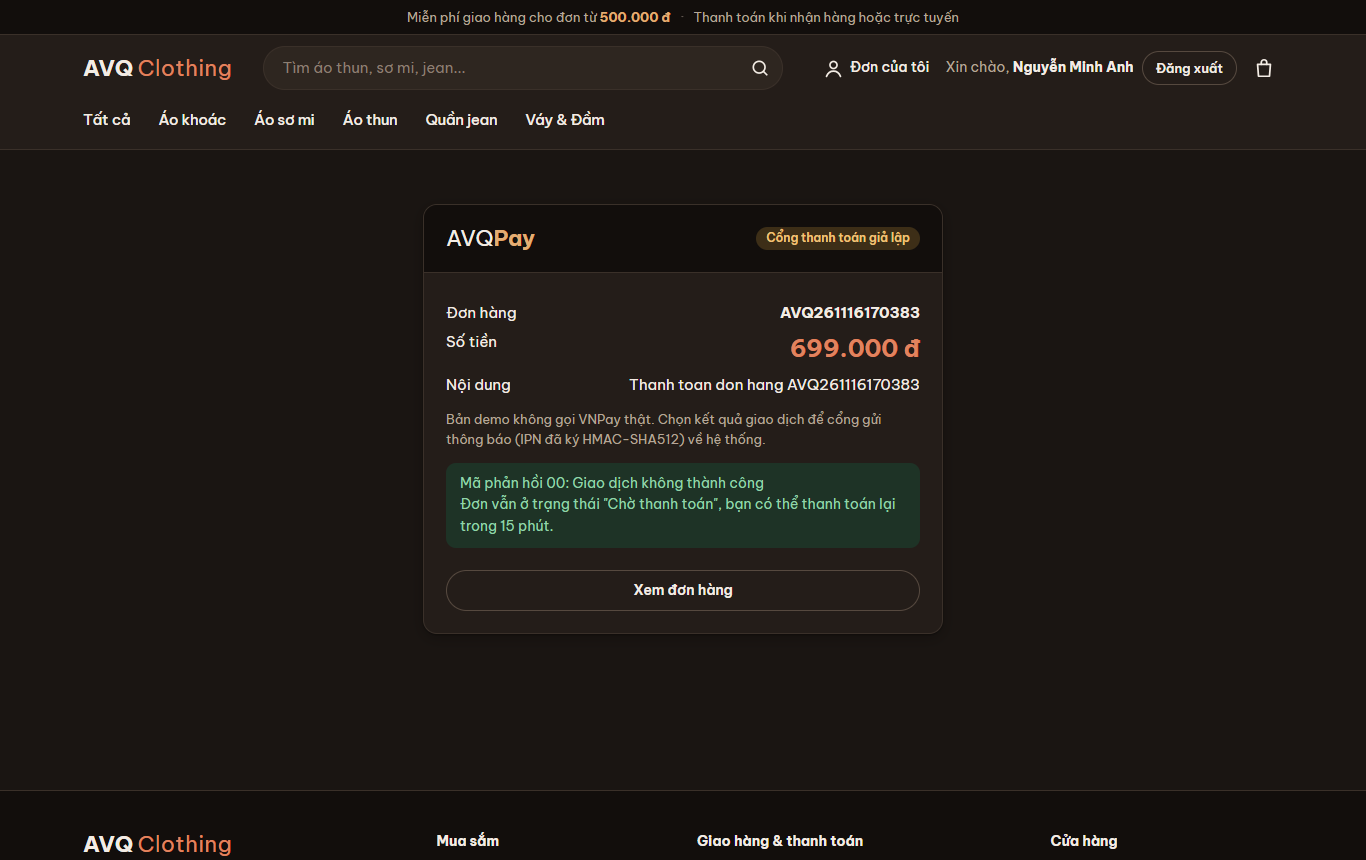 Miễn phí giao hàng cho đơn từ 500.000 đ · Thanh toán khi nhận hàng hoặc trực tuyến
AVQ Clothing
Tìm áo thun, sơ mi, jean...
Đơn của tôi
Xin chào, Nguyễn Minh Anh
Đăng xuất
Tất cả
Áo khoác
Áo sơ mi
Áo thun
Quần jean
Váy & Đầm
AVQPay
Cổng thanh toán giả lập
Đơn hàng AVQ261116170383
Số tiền 699.000 đ
Nội dung Thanh toan don hang AVQ261116170383
Bản demo không gọi VNPay thật. Chọn kết quả giao dịch để cổng gửi
thông báo (IPN đã ký HMAC-SHA512) về hệ thống.
Mã phản hồi 00: Giao dịch không thành công
Đơn vẫn ở trạng thái "Chờ thanh toán", bạn có thể thanh toán lại
trong 15 phút.
Xem đơn hàng
AVQ Clothing
Mua sắm
Giao hàng & thanh toán
Cửa hàng